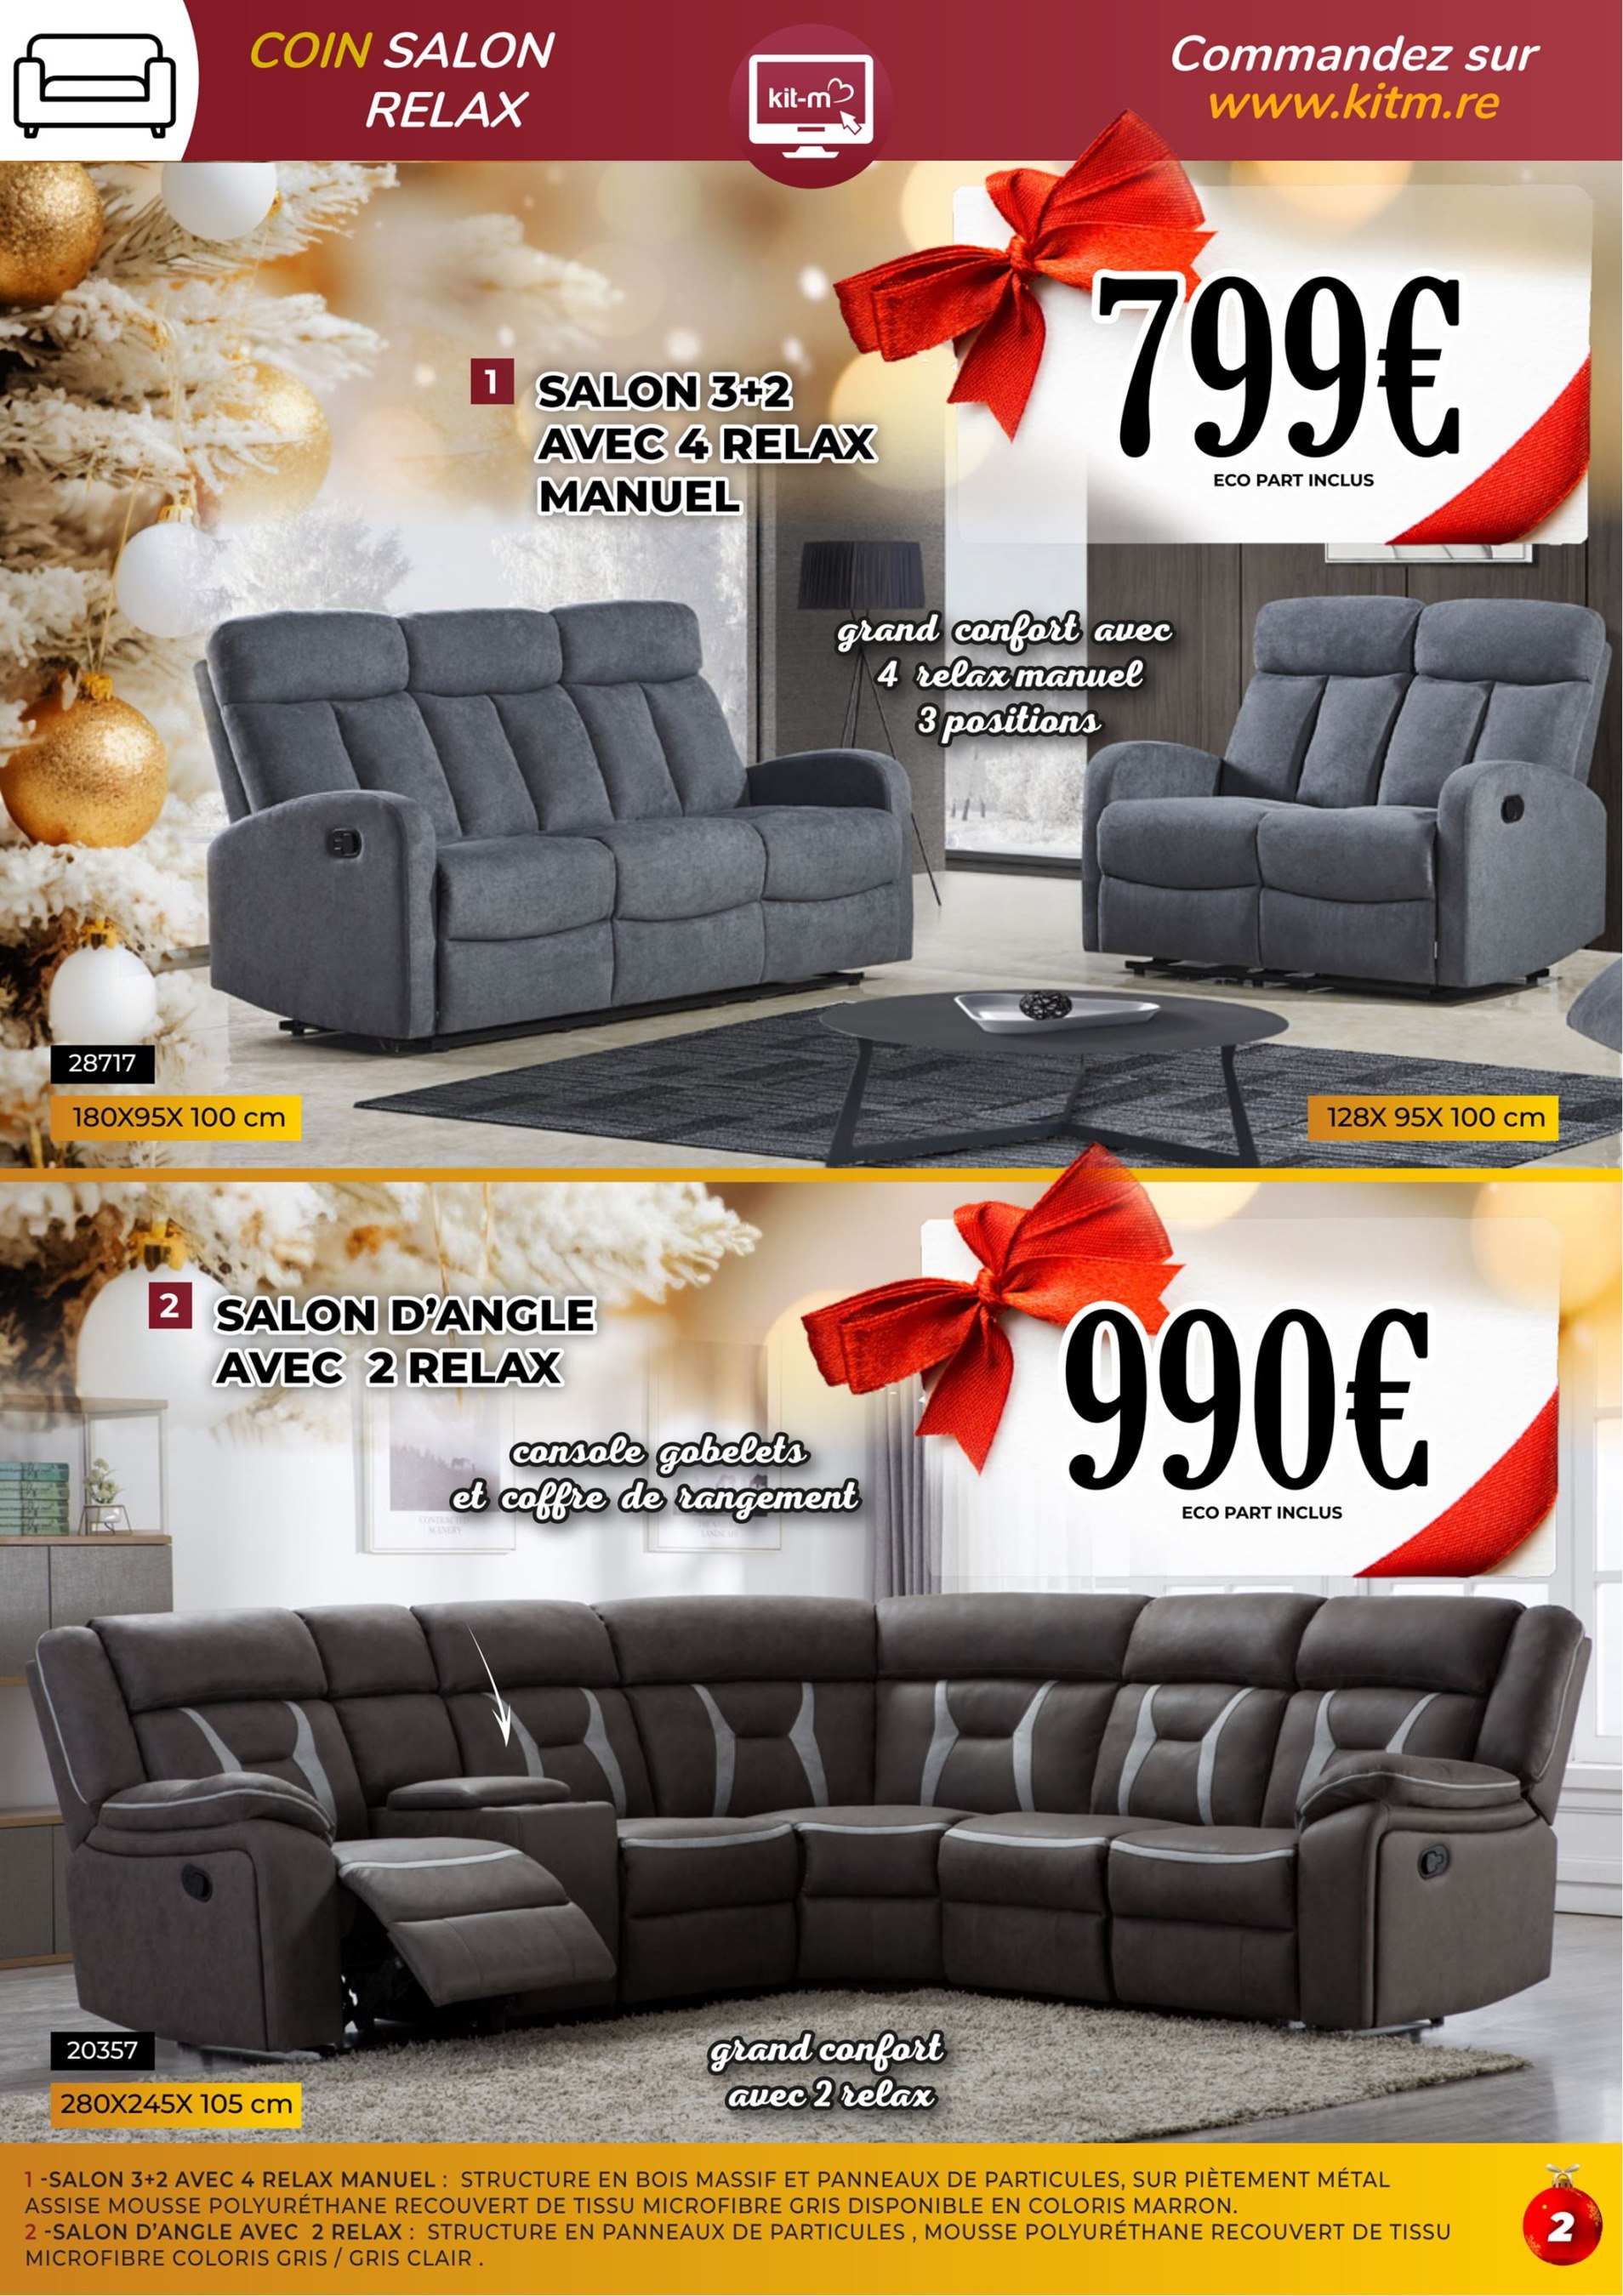 COIN SALON
RELAX
kit-m
Commandez sur
www.kitm.re
799€
ECO PART INCLUS
1
SALON 3+2
AVEC 4 RELAX
MANUEL
grand confort avec
4 relax manuel
3 positions
28717
180X95X 100 cm
128X 95X 100 cm
2
SALON D'ANGLE
AVEC 2 RELAX
990€
ECO PART INCLUS
console gobelets
et coffre de rangement
20357
280X245X 105 cm
grand confort
avec 2 relax
1 -SALON 3+2 AVEC 4 RELAX MANUEL : STRUCTURE EN BOIS MASSIF ET PANNEAUX DE PARTICULES, SUR PIÈTEMENT MÉTAL
ASSISE MOUSSE POLYURÉTHANE RECOUVERT DE TISSU MICROFIBRE GRIS DISPONIBLE EN COLORIS MARRON.
2 -SALON D'ANGLE AVEC 2 RELAX : STRUCTURE EN PANNEAUX DE PARTICULES , MOUSSE POLYURÉTHANE RECOUVERT DE TISSU
MICROFIBRE COLORIS GRIS / GRIS CLAIR .
2